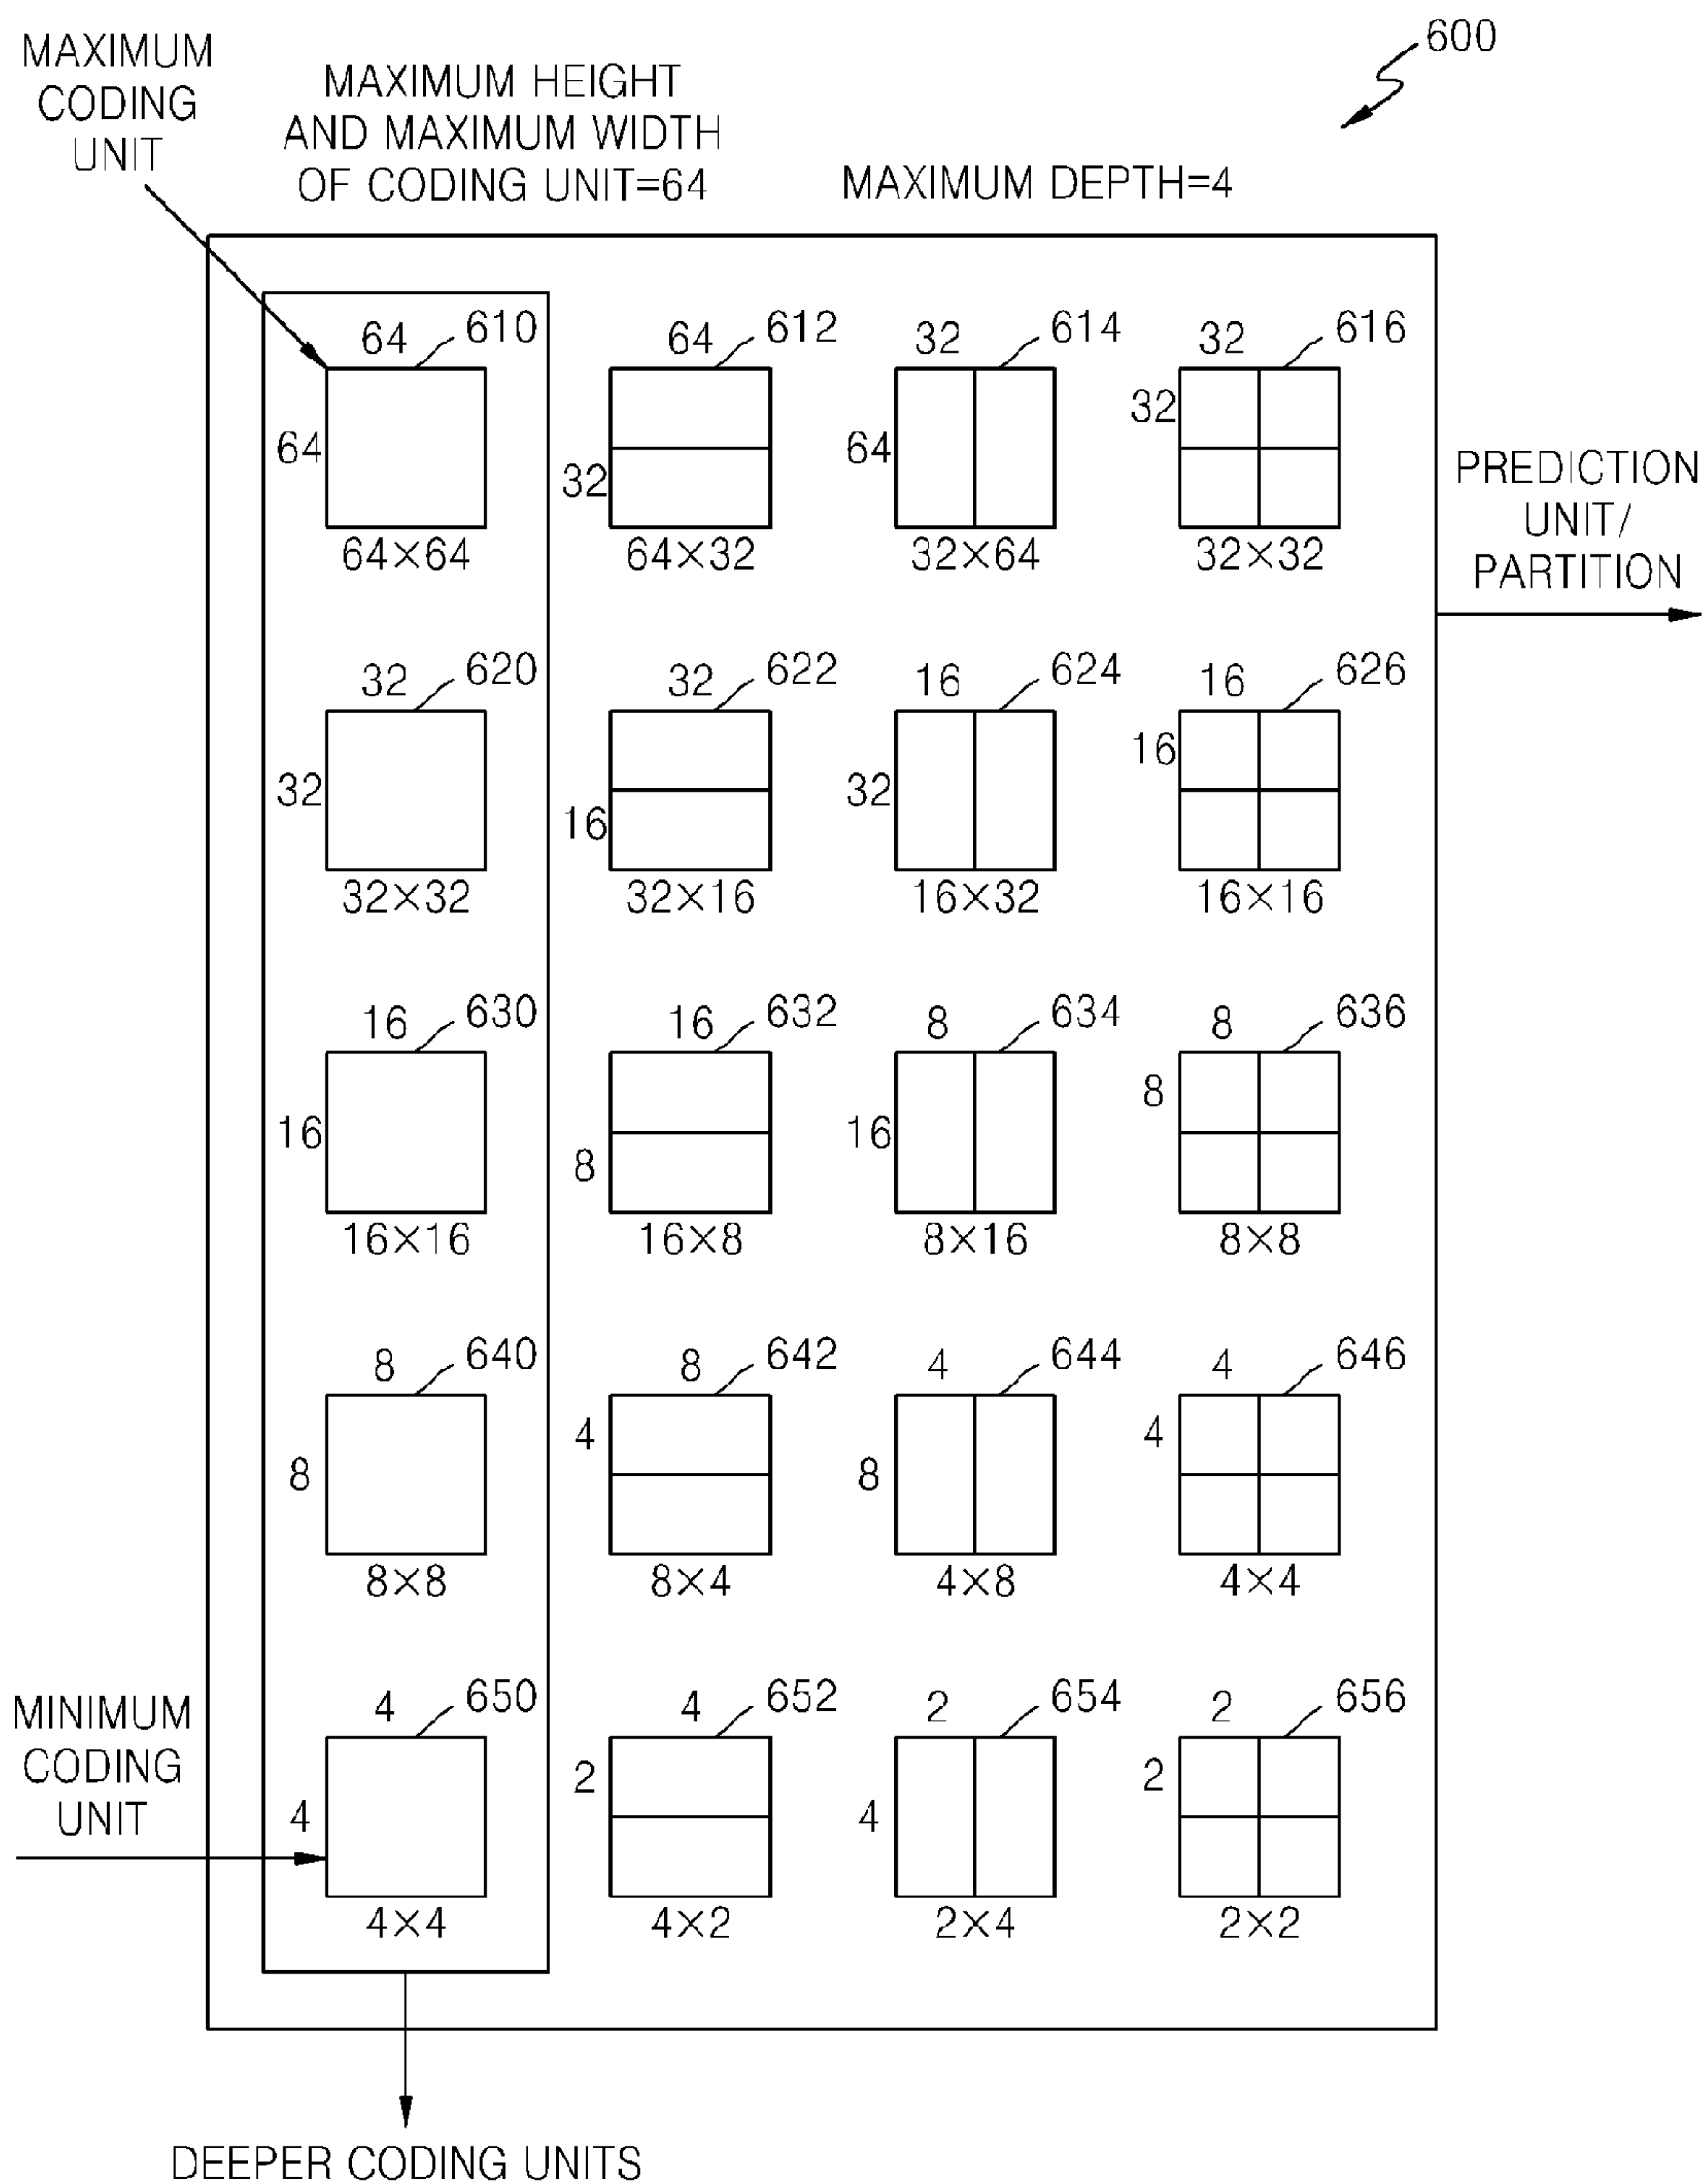 600
MAXIMUM
CODING
UNIT
MAXIMUM HEIGHT
AND MAXIMUM WIDTH
OF CODING UNIT=64
MAXIMUM DEPTH=4
64 610 64 612 32 614 32 616
64 32 64 32
64×64 64×32 32×64 32×32
PREDICTION
UNIT/
PARTITION
32 620 32 622 16 624 16 626
32 16 32 16
32×32 32×16 16×32 16×16
16 630 16 632 8 634 8 636
16 8 16 8
16×16 16×8 8×16 8×8
8 640 8 642 4 644 4 646
8 4 8 4
8×8 8×4 4×8 4×4
MINIMUM
CODING
UNIT
4 650 4 652 2 654 2 656
4 2 4 2
4×4 4×2 2×4 2×2
DEEPER CODING UNITS